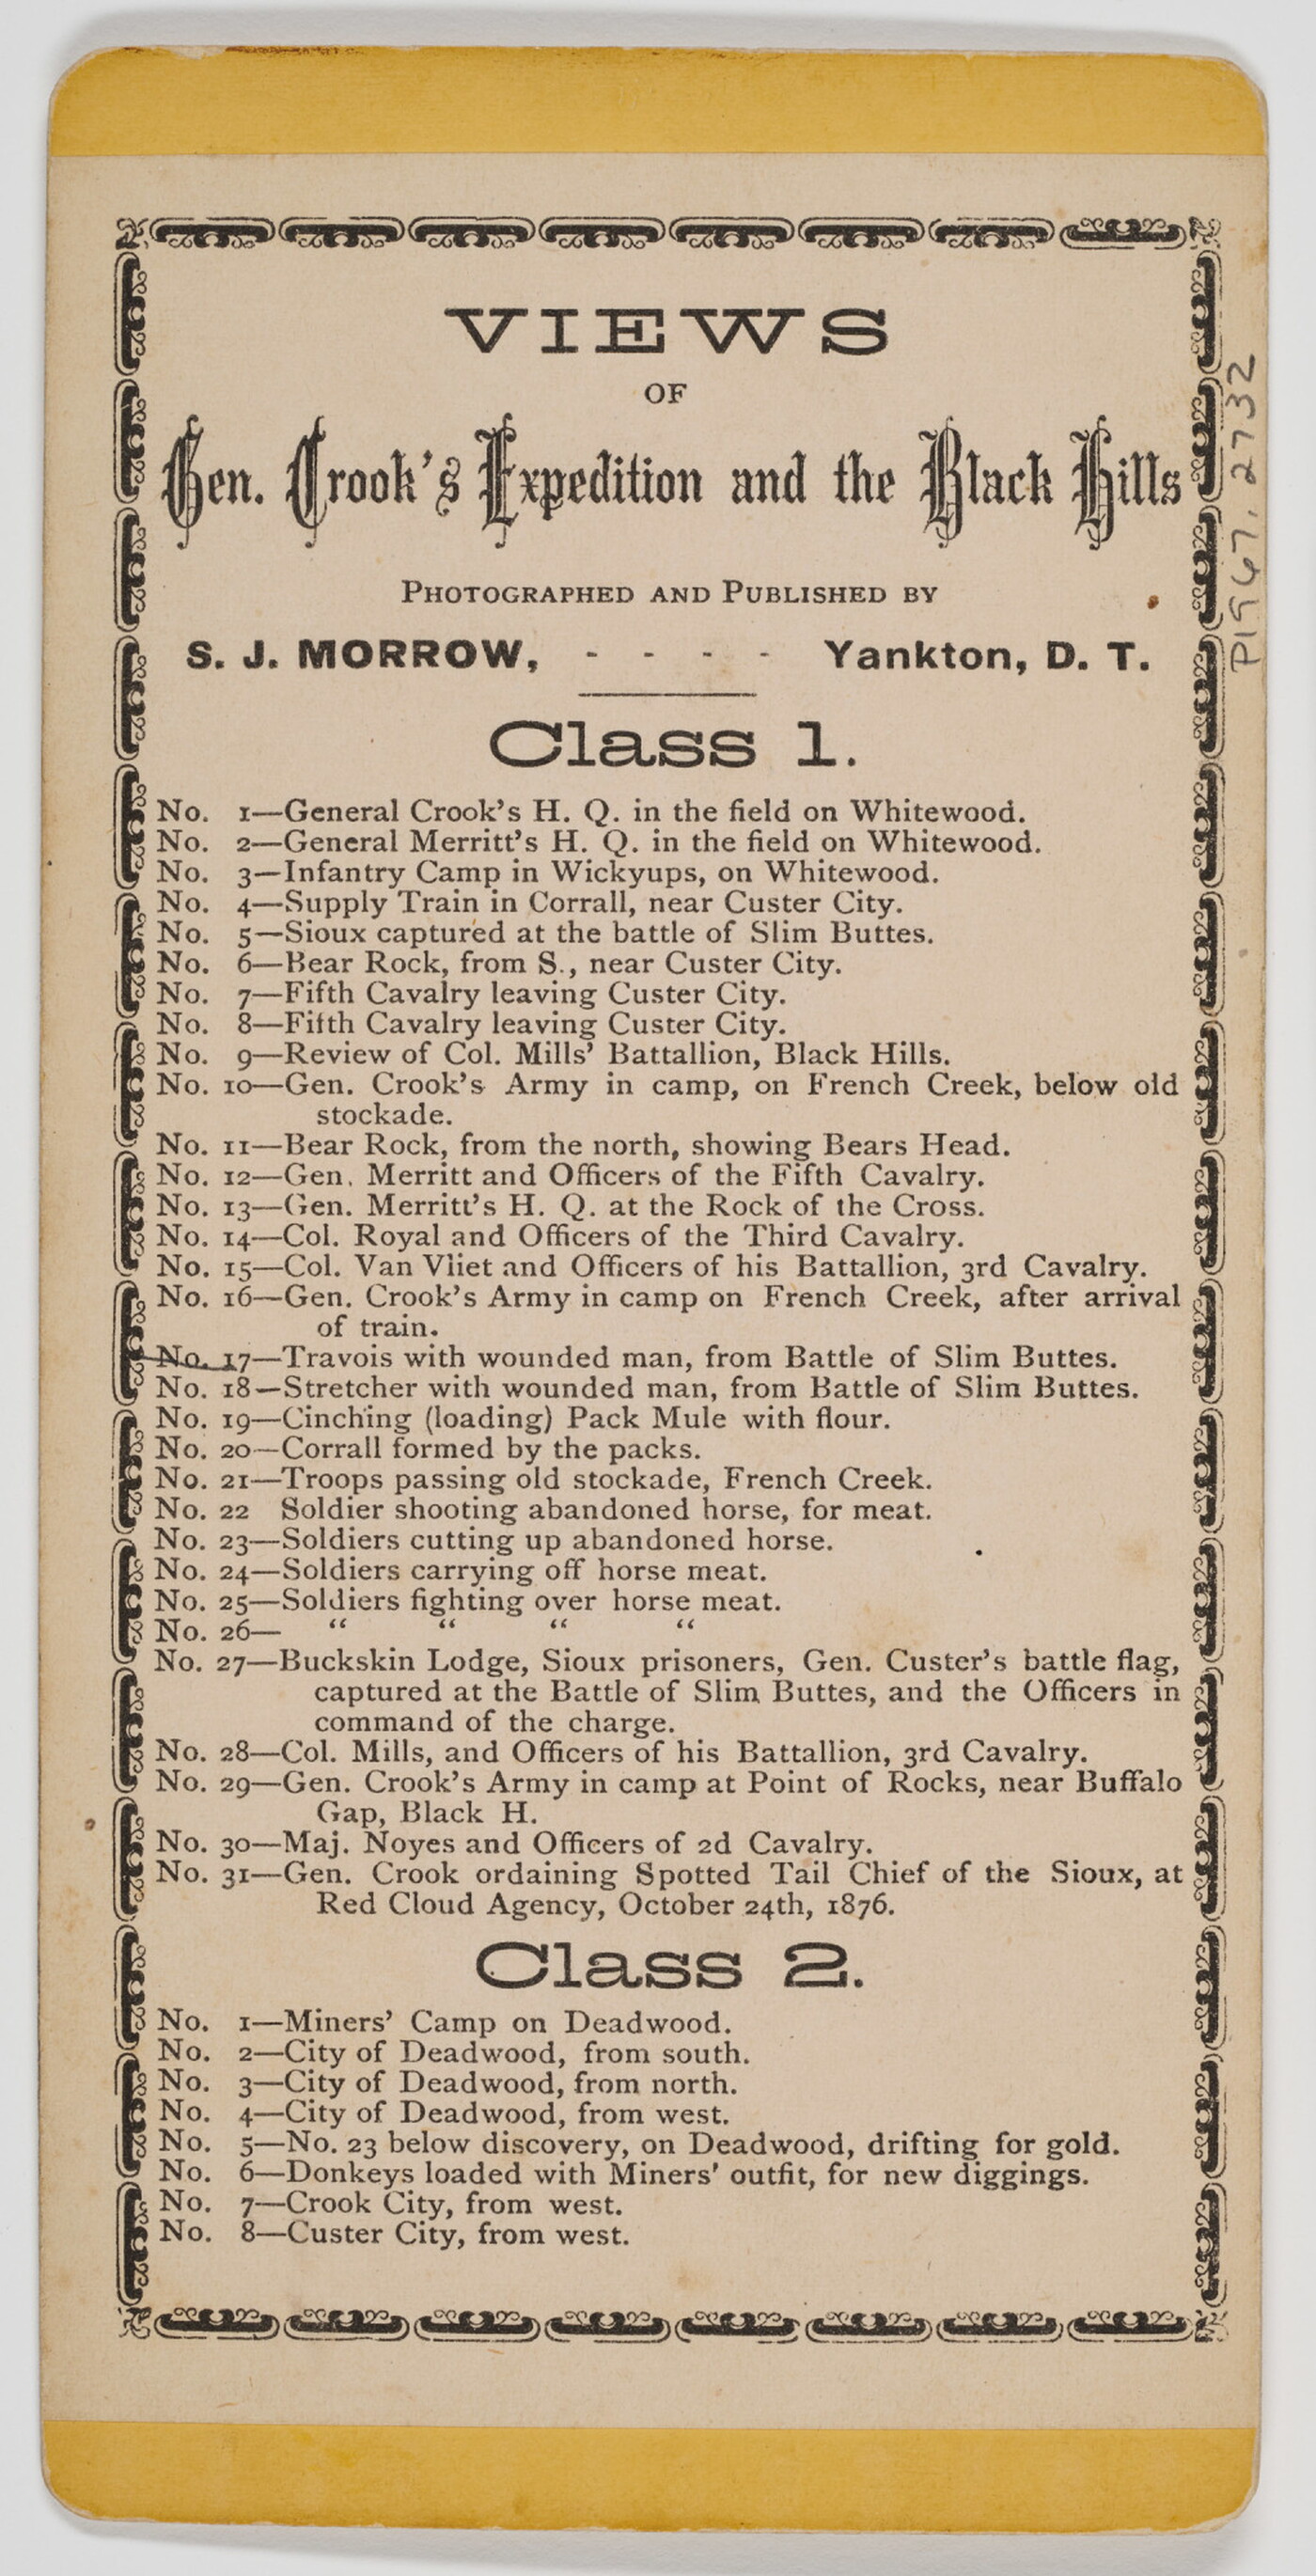 VIEWS
OF
Gen. Crook's Expedition and the Black Hills
PHOTOGRAPHED AND PUBLISHED BY
S. J. MORROW, - - - - Yankton, D. T.
Class 1.
No. 1—General Crook's H. Q. in the field on Whitewood.
No. 2—General Merritt's H. Q. in the field on Whitewood.
No. 3—Infantry Camp in Wickyups, on Whitewood.
No. 4—Supply Train in Corrall, near Custer City.
No. 5—Sioux captured at the battle of Slim Buttes.
No. 6—Bear Rock, from S., near Custer City.
No. 7—Fifth Cavalry leaving Custer City.
No. 8—Fifth Cavalry leaving Custer City.
No. 9—Review of Col. Mills' Battallion, Black Hills.
No. 10—Gen. Crook's Army in camp, on French Creek, below old
stockade.
No. 11—Bear Rock, from the north, showing Bears Head.
No. 12—Gen. Merritt and Officers of the Fifth Cavalry.
No. 13—Gen. Merritt's H. Q. at the Rock of the Cross.
No. 14—Col. Royal and Officers of the Third Cavalry.
No. 15—Col. Van Vliet and Officers of his Battallion, 3rd Cavalry.
No. 16—Gen. Crook's Army in camp on French Creek, after arrival
of train.
No. 17—Travois with wounded man, from Battle of Slim Buttes.
No. 18—Stretcher with wounded man, from Battle of Slim Buttes.
No. 19—Cinching (loading) Pack Mule with flour.
No. 20—Corrall formed by the packs.
No. 21—Troops passing old stockade, French Creek.
No. 22 Soldier shooting abandoned horse, for meat.
No. 23—Soldiers cutting up abandoned horse.
No. 24—Soldiers carrying off horse meat.
No. 25—Soldiers fighting over horse meat.
No. 26— " " " "
No. 27—Buckskin Lodge, Sioux prisoners, Gen. Custer's battle flag,
captured at the Battle of Slim Buttes, and the Officers in
command of the charge.
No. 28—Col. Mills, and Officers of his Battallion, 3rd Cavalry.
No. 29—Gen. Crook's Army in camp at Point of Rocks, near Buffalo
Gap, Black H.
No. 30—Maj. Noyes and Officers of 2d Cavalry.
No. 31—Gen. Crook ordaining Spotted Tail Chief of the Sioux, at
Red Cloud Agency, October 24th, 1876.
Class 2.
No. 1—Miners' Camp on Deadwood.
No. 2—City of Deadwood, from south.
No. 3—City of Deadwood, from north.
No. 4—City of Deadwood, from west.
No. 5—No. 23 below discovery, on Deadwood, drifting for gold.
No. 6—Donkeys loaded with Miners' outfit, for new diggings.
No. 7—Crook City, from west.
No. 8—Custer City, from west.
P1967.2732